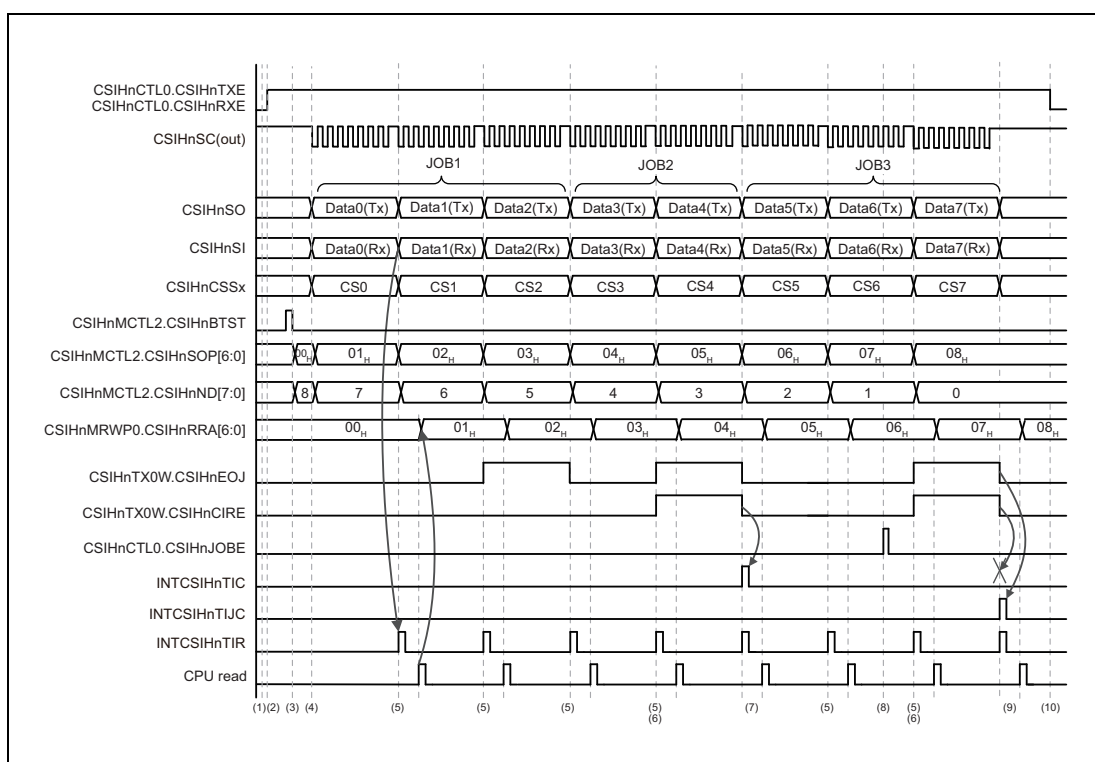 CSIHnCTL0.CSIHnTXE
CSIHnCTL0.CSIHnRXE
CSIHnSC(out)
JOB1 JOB2 JOB3
CSIHnSO Data0(Tx) Data1(Tx) Data2(Tx) Data3(Tx) Data4(Tx) Data5(Tx) Data6(Tx) Data7(Tx)
CSIHnSI Data0(Rx) Data1(Rx) Data2(Rx) Data3(Rx) Data4(Rx) Data5(Rx) Data6(Rx) Data7(Rx)
CSIHnCSSx CS0 CS1 CS2 CS3 CS4 CS5 CS6 CS7
CSIHnMCTL2.CSIHnBTST
CSIHnMCTL2.CSIHnSOP[6:0] 00H 01H 02H 03H 04H 05H 06H 07H 08H
CSIHnMCTL2.CSIHnND[7:0] 8 7 6 5 4 3 2 1 0
CSIHnMRWP0.CSIHnRRA[6:0] 00H 01H 02H 03H 04H 05H 06H 07H 08H
CSIHnTX0W.CSIHnEOJ
CSIHnTX0W.CSIHnCIRE
CSIHnCTL0.CSIHnJOBE
INTCSIHnTIC
INTCSIHnTIJC
INTCSIHnTIR
CPU read
(1) (2) (3) (4) (5) (5) (5) (5) (7) (5) (8) (5) (9) (10)
(6) (6)